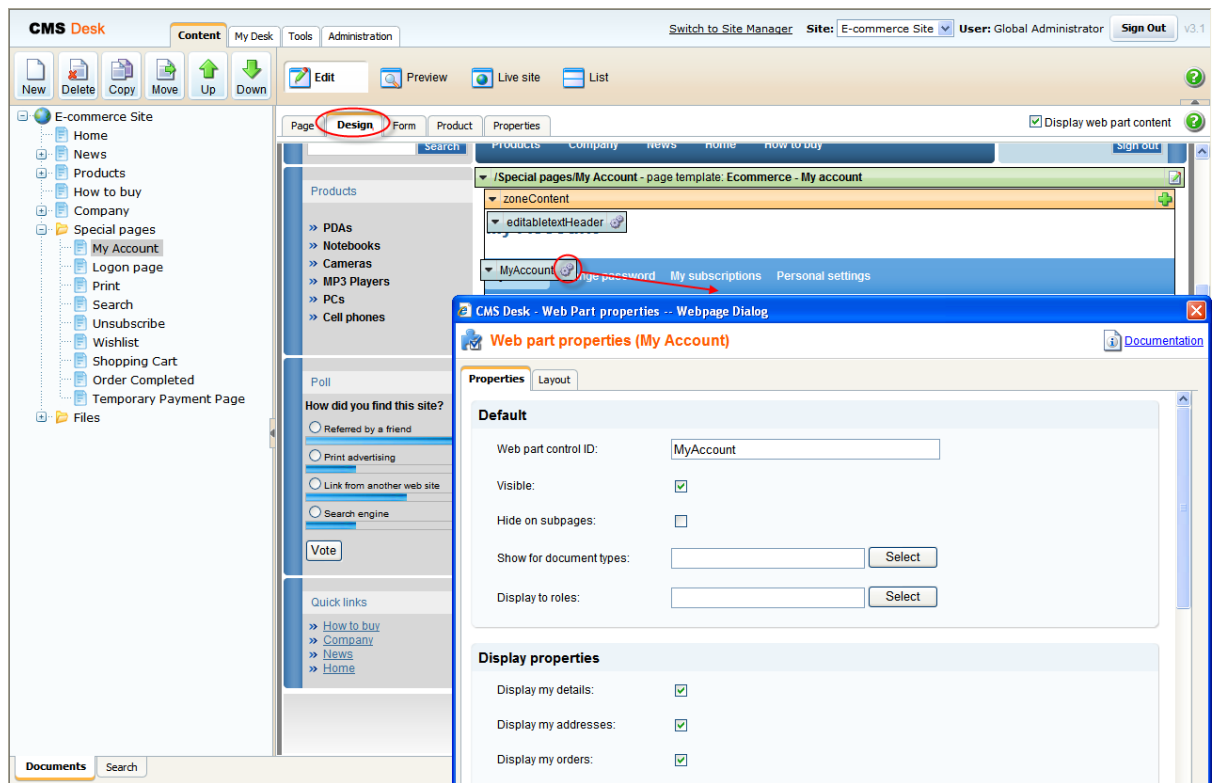 CMS Desk
Content My Desk Tools Administration
Switch to Site Manager Site: E-commerce Site User: Global Administrator Sign Out v3.1
New Delete Copy Move Up Down
Edit Preview Live site List
E-commerce Site
Home
News
Products
How to buy
Company
Special pages
My Account
Logon page
Print
Search
Unsubscribe
Wishlist
Shopping Cart
Order Completed
Temporary Payment Page
Files
Documents Search
Page Design Form Product Properties Display web part content
Search Products Company News Home How to buy Sign out
Products
» PDAs
» Notebooks
» Cameras
» MP3 Players
» PCs
» Cell phones
Poll
How did you find this site?
Referred by a friend
Print advertising
Link from another web site
Search engine
Vote
Quick links
» How to buy
» Company
» News
» Home
/Special pages/My Account - page template: Ecommerce - My account
zoneContent
editabletextHeader
MyAccount password My subscriptions Personal settings
CMS Desk - Web Part properties -- Webpage Dialog
Web part properties (My Account) Documentation
Properties Layout
Default
Web part control ID: MyAccount
Visible:
Hide on subpages:
Show for document types: Select
Display to roles: Select
Display properties
Display my details:
Display my addresses:
Display my orders: